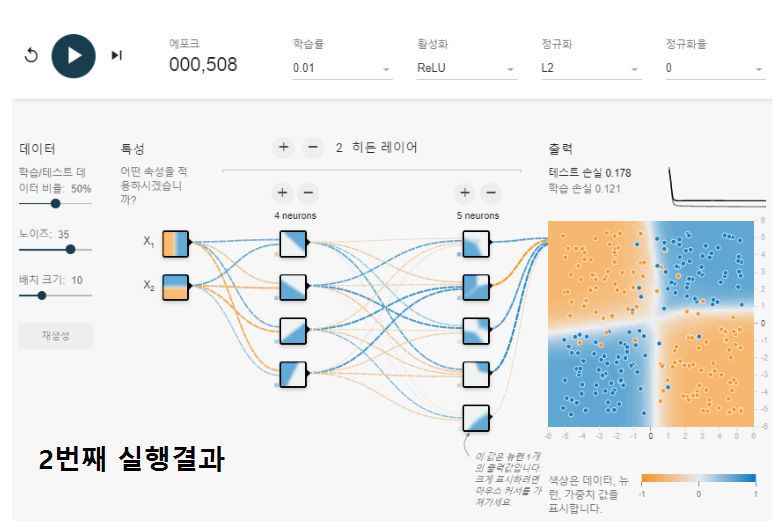 에포크
000,508
학습률
0.01
활성화
ReLU
정규화
L2
정규화율
0
데이터
학습/테스트 데
이터 비율: 50%
노이즈: 35
배치 크기: 10
재생성
특성
어떤 속성을 적
용하시겠습니
까?
X1
X2
+ − 2 히든 레이어
+ −
4 neurons
+ −
5 neurons
이 값은 뉴런 1개
의 출력값입니다.
크게 표시하려면
마우스 커서를 가
져가세요.
출력
테스트 손실 0.178
학습 손실 0.121
6
5
4
3
2
1
0
-1
-2
-3
-4
-5
-6
-6 -5 -4 -3 -2 -1 0 1 2 3 4 5 6
색상은 데이터, 뉴
런, 가중치 값을
표시합니다.
-1 0 1
2번째 실행결과